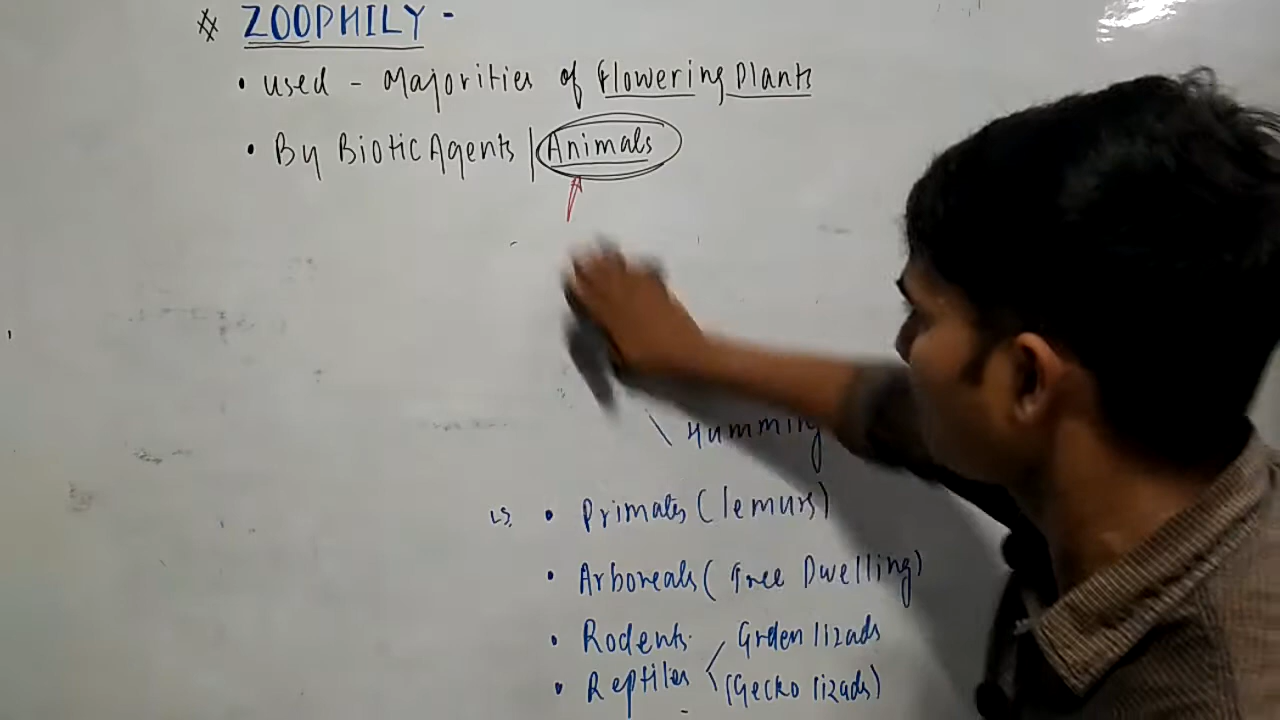 # ZOOPHILY -
• used - Majorities of Flowering Plants
• By Biotic Agents | Animals
\ Humming
• Primates (lemurs)
• Arboreals ( Tree Dwelling)
• Rodents.
Grden lizads
• Reptiles
(Gecko lizads)